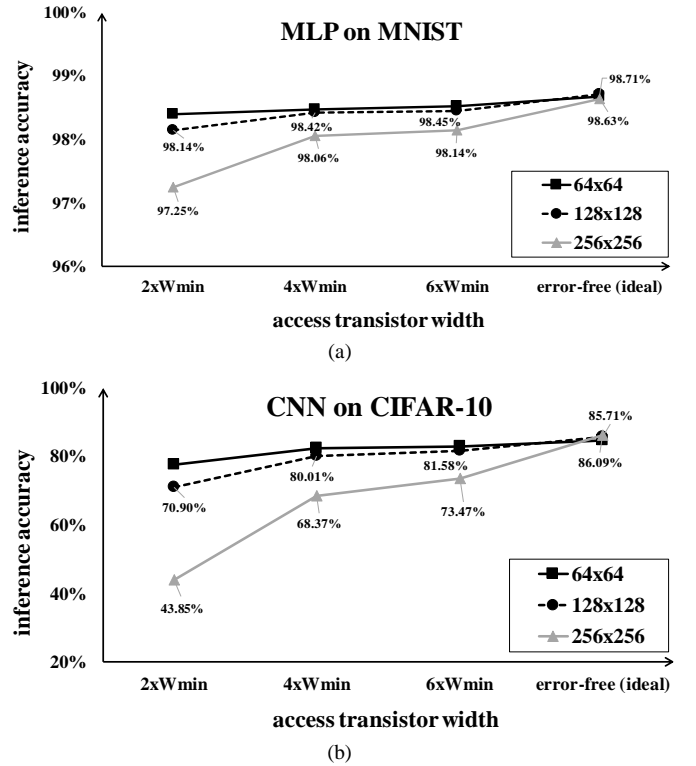 100%
MLP on MNIST
99%
98%
97%
96%
inference accuracy
98.14%
97.25%
98.42%
98.06%
98.45%
98.14%
98.71%
98.63%
64x64
128x128
256x256
2xWmin
4xWmin
6xWmin
error-free (ideal)
access transistor width
(a)
100%
CNN on CIFAR-10
80%
60%
40%
20%
inference accuracy
70.90%
43.85%
80.01%
68.37%
81.58%
73.47%
85.71%
86.09%
64x64
128x128
256x256
2xWmin
4xWmin
6xWmin
error-free (ideal)
access transistor width
(b)